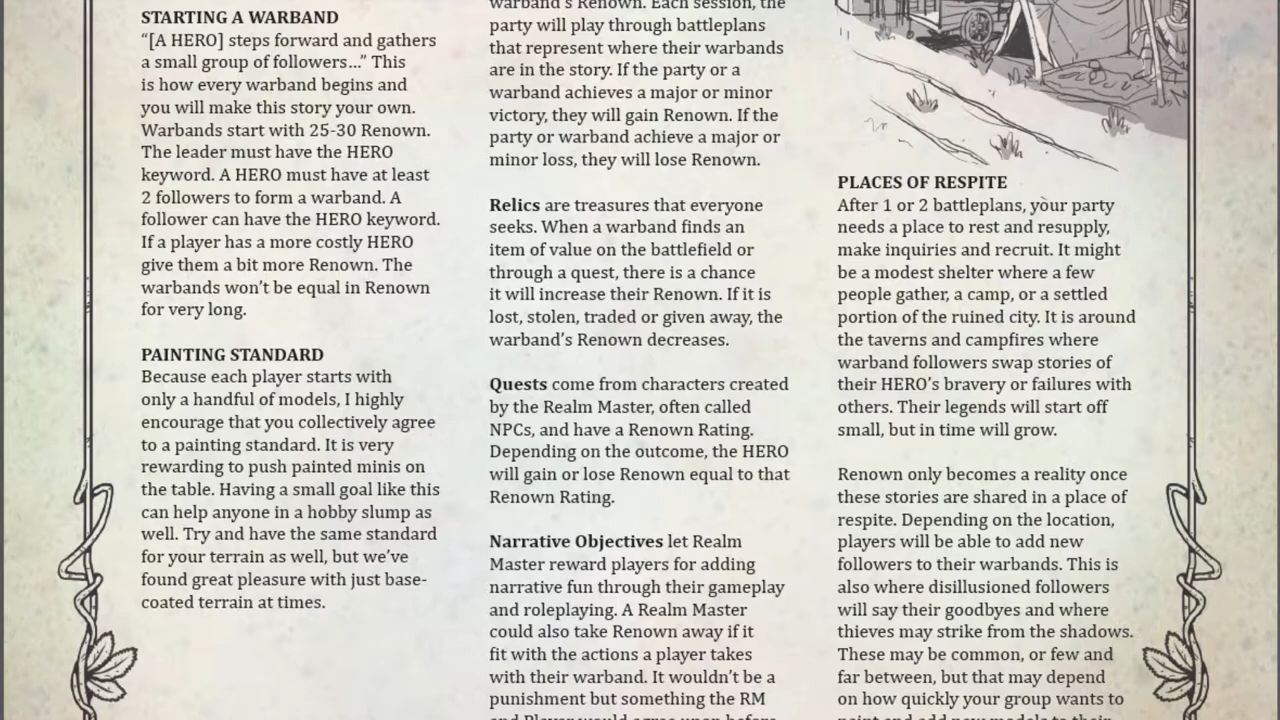 STARTING A WARBAND
“[A HERO] steps forward and gathers
a small group of followers...” This
is how every warband begins and
you will make this story your own.
Warbands start with 25-30 Renown.
The leader must have the HERO
keyword. A HERO must have at least
2 followers to form a warband. A
follower can have the HERO keyword.
If a player has a more costly HERO
give them a bit more Renown. The
warbands won’t be equal in Renown
for very long.
PAINTING STANDARD
Because each player starts with
only a handful of models, I highly
encourage that you collectively agree
to a painting standard. It is very
rewarding to push painted minis on
the table. Having a small goal like this
can help anyone in a hobby slump as
well. Try and have the same standard
for your terrain as well, but we’ve
found great pleasure with just base-
coated terrain at times.
warband’s Renown. Each session, the
party will play through battleplans
that represent where their warbands
are in the story. If the party or a
warband achieves a major or minor
victory, they will gain Renown. If the
party or warband achieve a major or
minor loss, they will lose Renown.
Relics are treasures that everyone
seeks. When a warband finds an
item of value on the battlefield or
through a quest, there is a chance
it will increase their Renown. If it is
lost, stolen, traded or given away, the
warband’s Renown decreases.
Quests come from characters created
by the Realm Master, often called
NPCs, and have a Renown Rating.
Depending on the outcome, the HERO
will gain or lose Renown equal to that
Renown Rating.
Narrative Objectives let Realm
Master reward players for adding
narrative fun through their gameplay
and roleplaying. A Realm Master
could also take Renown away if it
fit with the actions a player takes
with their warband. It wouldn’t be a
punishment but something the RM
and Player would agree upon before
PLACES OF RESPITE
After 1 or 2 battleplans, your party
needs a place to rest and resupply,
make inquiries and recruit. It might
be a modest shelter where a few
people gather, a camp, or a settled
portion of the ruined city. It is around
the taverns and campfires where
warband followers swap stories of
their HERO’s bravery or failures with
others. Their legends will start off
small, but in time will grow.
Renown only becomes a reality once
these stories are shared in a place of
respite. Depending on the location,
players will be able to add new
followers to their warbands. This is
also where disillusioned followers
will say their goodbyes and where
thieves may strike from the shadows.
These may be common, or few and
far between, but that may depend
on how quickly your group wants to
paint and add new models to their